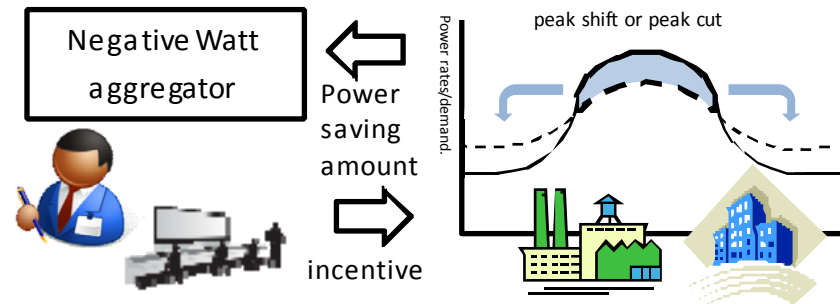 Negative Watt
aggregator
Power
saving
amount
incentive
peak shift or peak cut
Power rates/demand.